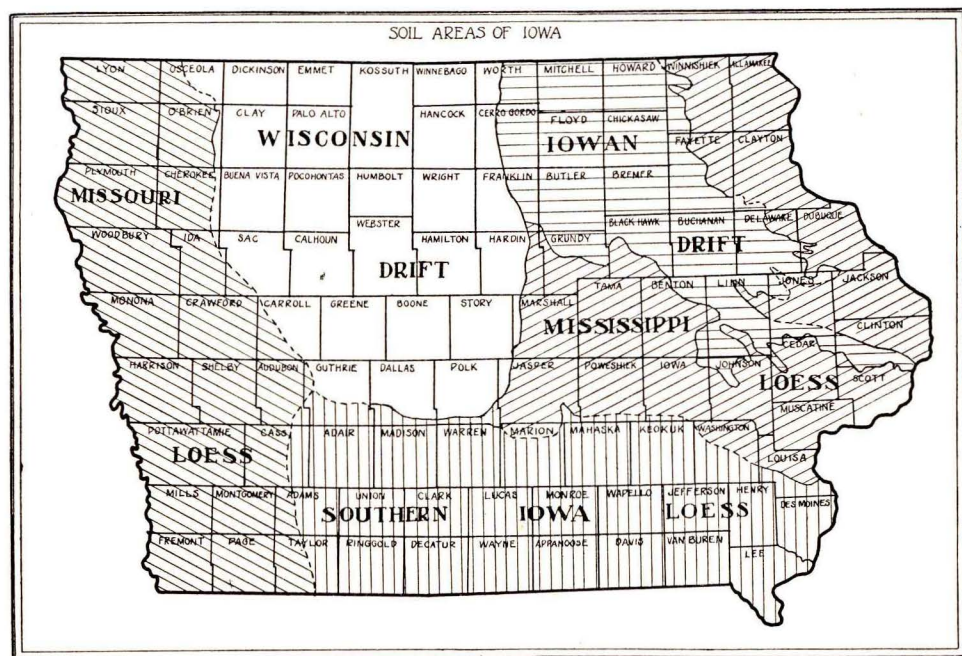 SOIL AREAS OF IOWA
LYON OSCEOLA DICKINSON EMMET KOSSUTH WINNEBAGO WORTH MITCHELL HOWARD WINNISHIEK ALLAMAKEE
SIOUX O'BRIEN CLAY PALO ALTO HANCOCK CERRO GORDO FLOYD CHICKASAW
WISCONSIN IOWAN FAYETTE CLAYTON
PLYMOUTH CHEROKEE BUENA VISTA POCOHONTAS HUMBOLT WRIGHT FRANKLIN BUTLER BREMER
MISSOURI
WEBSTER BLACK HAWK BUCHANAN DELAWARE DUBUQUE
WOODBURY IDA SAC CALHOUN HAMILTON HARDIN GRUNDY
DRIFT DRIFT
TAMA BENTON LINN JONES JACKSON
MONONA CRAWFORD CARROLL GREENE BOONE STORY MARSHALL
MISSISSIPPI CLINTON
CEDAR
HARRISON SHELBY AUDUBON GUTHRIE DALLAS POLK JASPER POWESHIEK IOWA JOHNSON LOESS SCOTT
MUSCATINE
POTTAWATTAMIE CASS ADAIR MADISON WARREN MARION MAHASKA KEOKUK WASHINGTON
LOESS LOUISA
MILLS MONTGOMERY ADAMS UNION CLARK LUCAS MONROE WAPELLO JEFFERSON HENRY
DES MOINES
SOUTHERN IOWA LOESS
FREMONT PAGE TAYLOR RINGGOLD DECATUR WAYNE APPANOOSE DAVIS VAN BUREN
LEE